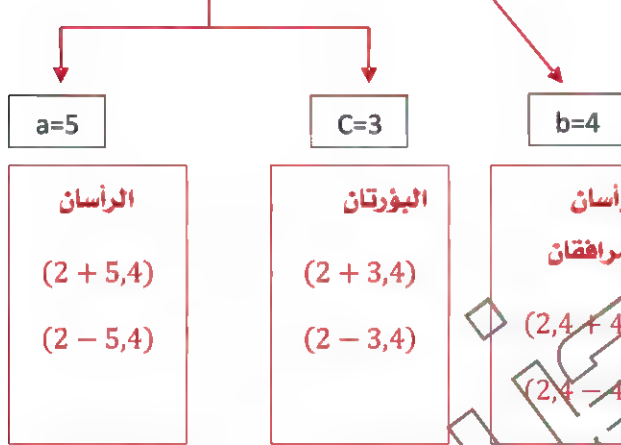 a=5
C=3
b=4
الرأسان
(2 + 5,4)
(2 − 5,4)
البؤرتان
(2 + 3,4)
(2 − 3,4)
(2,4 + 4
(2,4 − 4